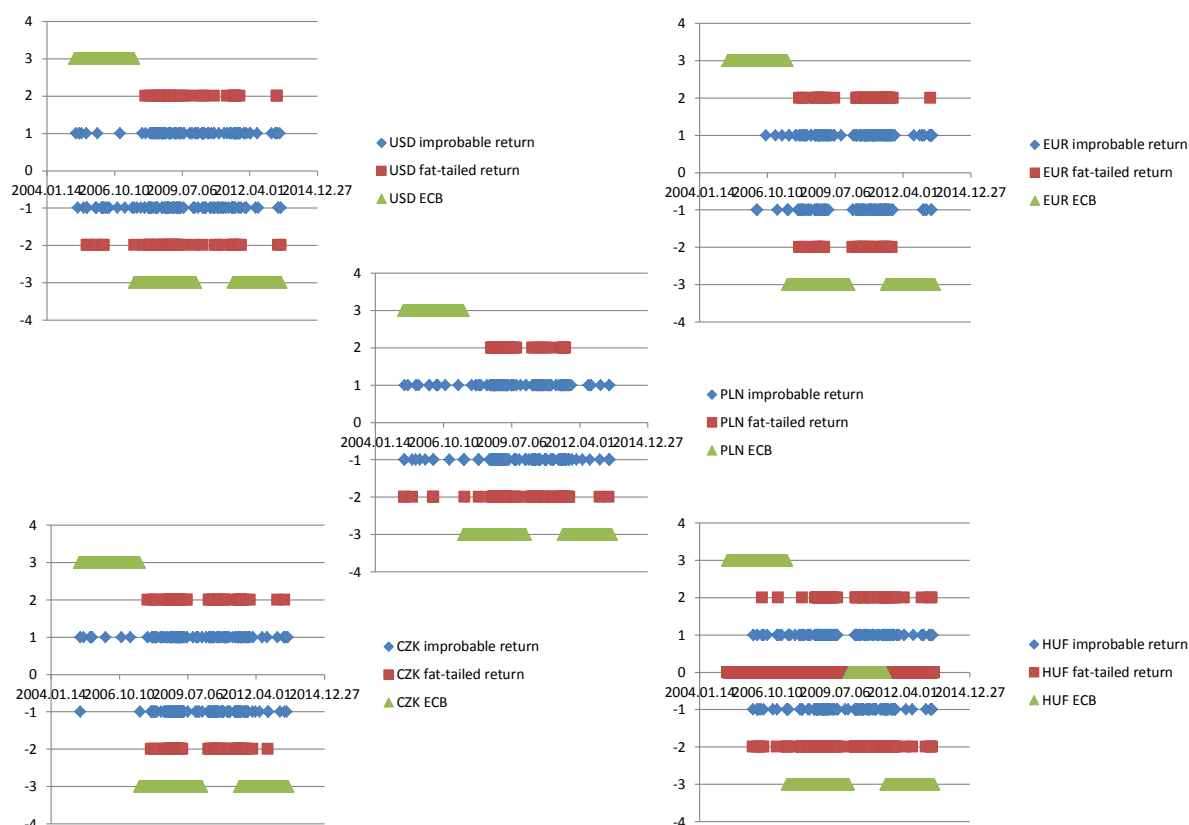 4
3
2
1
0
-1
-2
-3
-4
2004.01.14 2006.10.10 2009.07.06 2012.04.01 2014.12.27
USD improbable return
USD fat-tailed return
USD ECB
4
3
2
1
0
-1
-2
-3
-4
2004.01.14 2006.10.10 2009.07.06 2012.04.01 2014.12.27
EUR improbable return
EUR fat-tailed return
EUR ECB
4
3
2
1
0
-1
-2
-3
-4
2004.01.14 2006.10.10 2009.07.06 2012.04.01 2014.12.27
PLN improbable return
PLN fat-tailed return
PLN ECB
4
3
2
1
0
-1
-2
-3
-4
2004.01.14 2006.10.10 2009.07.06 2012.04.01 2014.12.27
CZK improbable return
CZK fat-tailed return
CZK ECB
4
3
2
1
0
-1
-2
-3
-4
2004.01.14 2006.10.10 2009.07.06 2012.04.01 2014.12.27
HUF improbable return
HUF fat-tailed return
HUF ECB